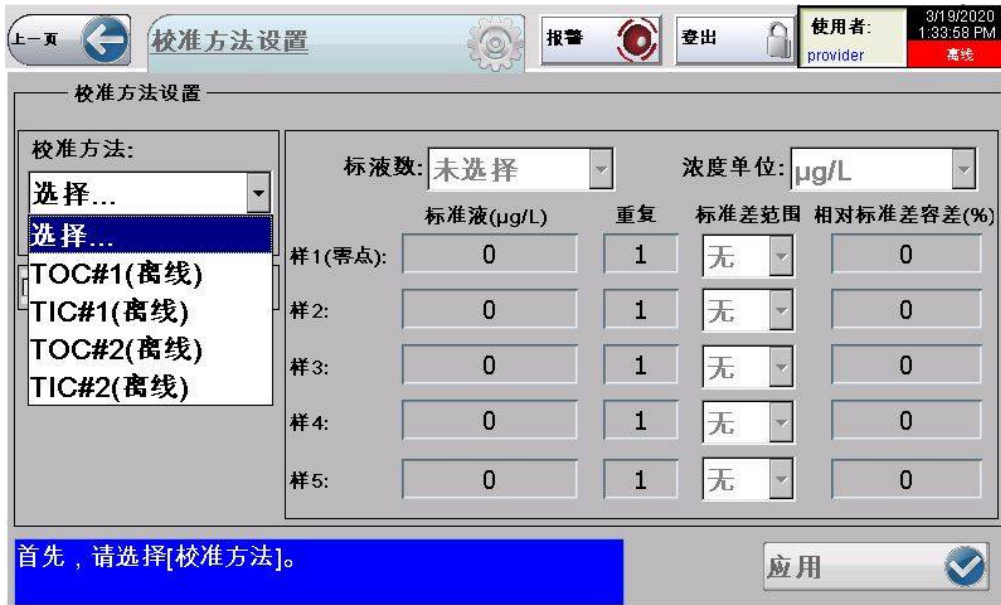 上一页
校准方法设置
报警
登出
使用者:
provider
3/19/2020
1:33:58 PM
离线
校准方法设置
校准方法:
选择...
选择...
TOC#1(离线)
TIC#1(离线)
TOC#2(离线)
TIC#2(离线)
标液数: 未选择 浓度单位: µg/L
标准液(µg/L) 重复 标准差范围 相对标准差容差(%)
样1(零点): 0 1 无 0
样2: 0 1 无 0
样3: 0 1 无 0
样4: 0 1 无 0
样5: 0 1 无 0
首先，请选择[校准方法]。
应用